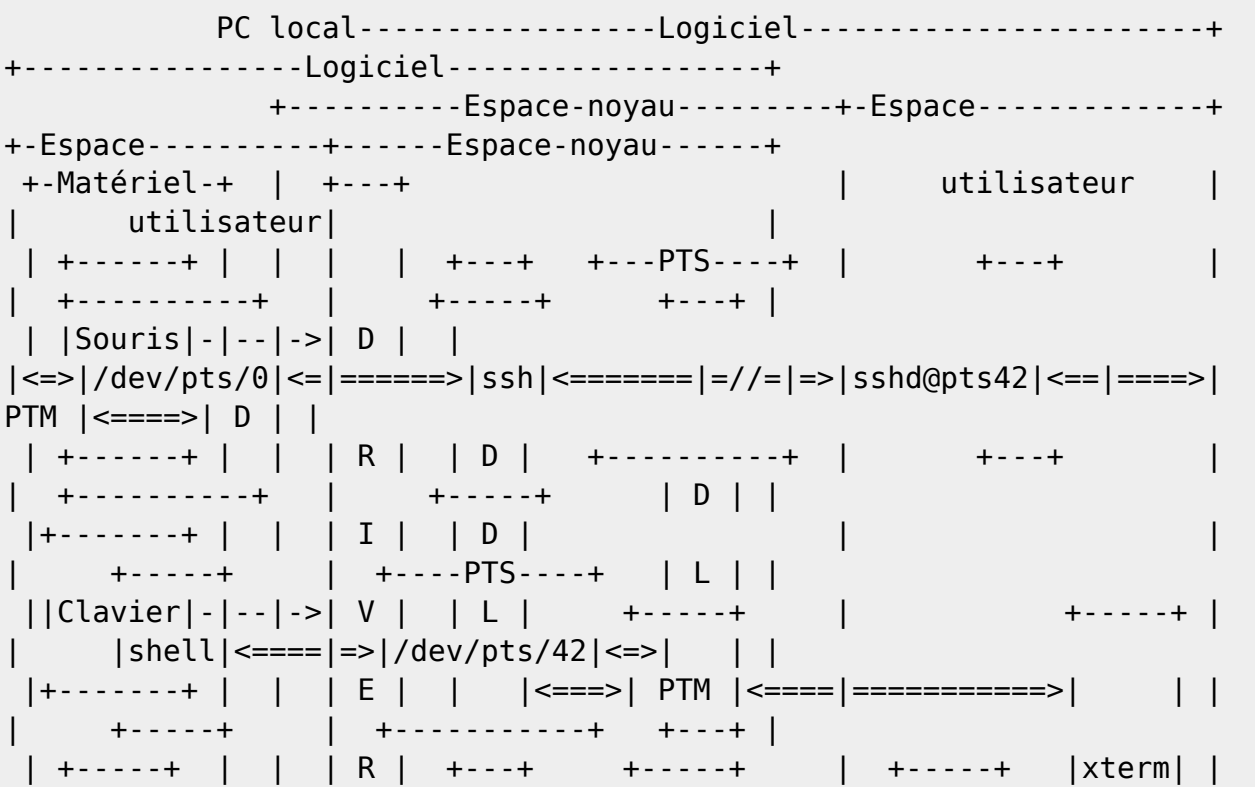 PC local-----------------Logiciel-----------------------+
+----------------Logiciel------------------+
               +----------Espace-noyau---------+-Espace-------------+
+-Espace----------+------Espace-noyau------+
 +-Matériel-+  |  +---+                        |     utilisateur    |
|      utilisateur|                        |
 | +------+ |  |  |   |  +---+   +---PTS----+  |       +---+        |
|  +----------+   |     +-----+      +---+ |
 | |Souris|-|--|->| D |  |
|<=>|/dev/pts/0|<=|======>|ssh|<=======|=//=|=>|sshd@pts42|<==|====>|
PTM |<====>| D | |
 | +------+ |  |  | R |  | D |   +----------+  |       +---+        |
|  +----------+   |     +-----+      | D | |
 |+-------+ |  |  | I |  | D |                 |                    |
|     +-----+     |  +----PTS----+   | L | |
 ||Clavier|-|--|->| V |  | L |     +-----+     |            +-----+ |
|     |shell|<====|=>|/dev/pts/42|<=>|   | |
 |+-------+ |  |  | E |  |   |<===>| PTM |<====|===========>|     | |
|     +-----+     |  +-----------+   +---+ |
 | +-----+  |  |  | R |  +---+     +-----+     |  +-----+   |xterm| |